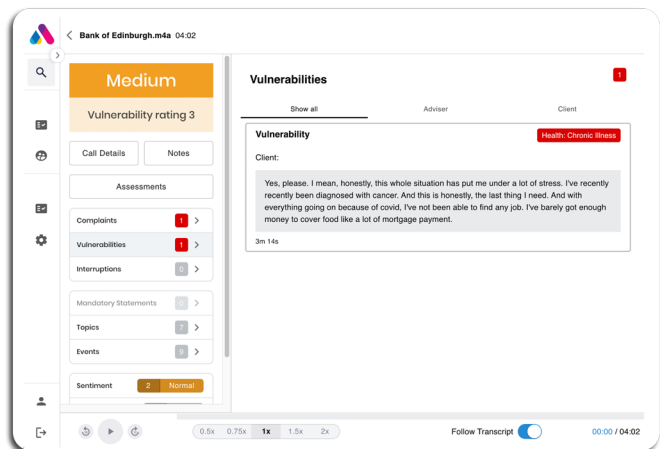 Bank of Edinburgh.m4a 04:02
Medium
Vulnerability rating 3
Call Details
Notes
Assessments
Complaints 1
Vulnerabilities 1
Interruptions 0
Mandatory Statements
Topics 7
Events 9
Sentiment 2 Normal
Vulnerabilities 1
Show all
Adviser
Client
Vulnerability
Health: Chronic Illness
Client:
Yes, please. I mean, honestly, this whole situation has put me under a lot of stress. I've recently
recently been diagnosed with cancer. And this is honestly, the last thing I need. And with
everything going on because of covid, I've not been able to find any job. I've barely got enough
money to cover food like a lot of mortgage payment.
3m 14s
0.5x 0.75x 1x 1.5x 2x
Follow Transcript
00:00 / 04:02